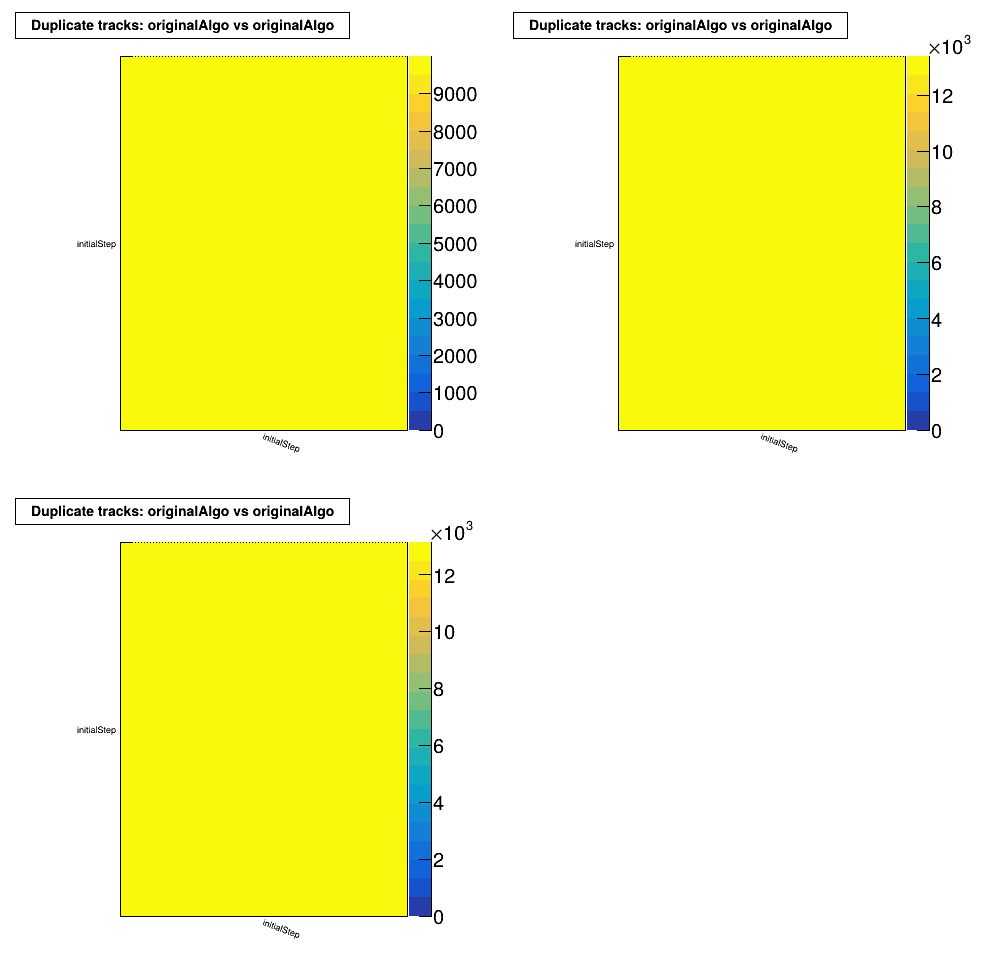 Duplicate tracks: originalAlgo vs originalAlgo
9000
8000
7000
6000
5000
4000
3000
2000
1000
0
initialStep
initialStep
Duplicate tracks: originalAlgo vs originalAlgo
×10³
12
10
8
6
4
2
0
initialStep
initialStep
Duplicate tracks: originalAlgo vs originalAlgo
×10³
12
10
8
6
4
2
0
initialStep
initialStep